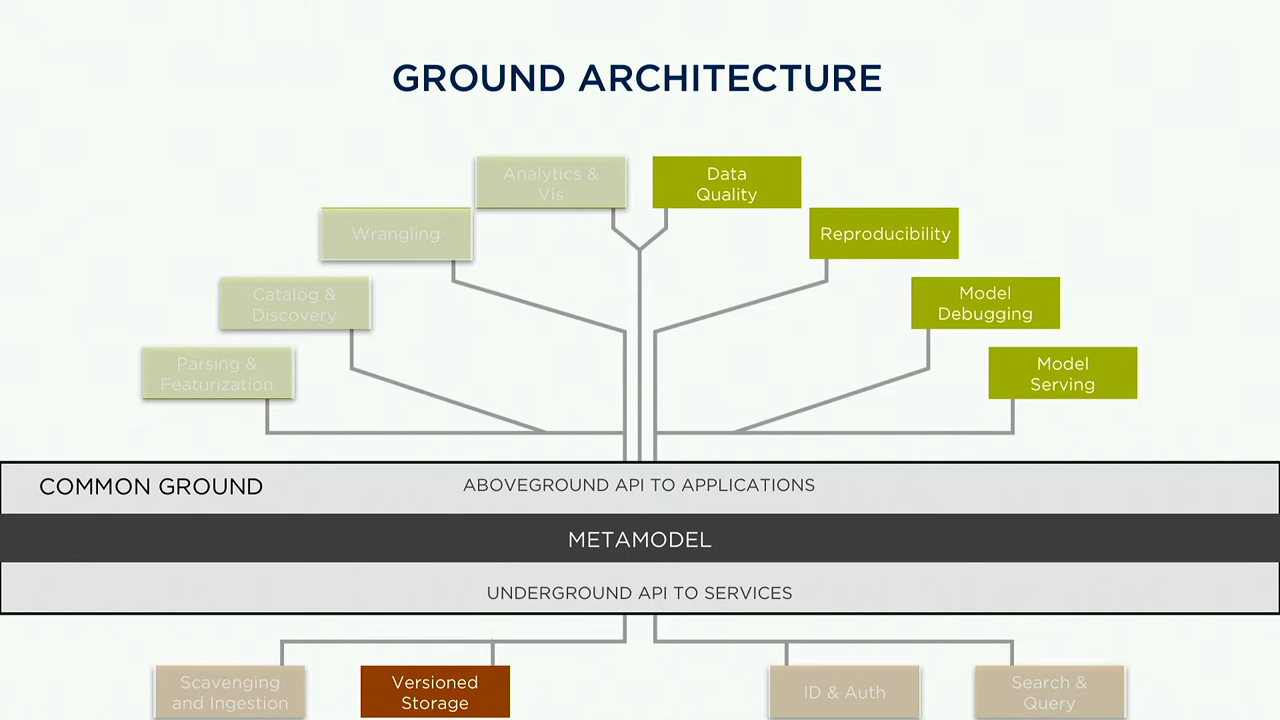 GROUND ARCHITECTURE
Analytics &
Vis
Data
Quality
Wrangling
Reproducibility
Catalog &
Discovery
Model
Debugging
Parsing &
Featurization
Model
Serving
COMMON GROUND
ABOVEGROUND API TO APPLICATIONS
METAMODEL
UNDERGROUND API TO SERVICES
Scavenging
and Ingestion
Versioned
Storage
ID & Auth
Search &
Query